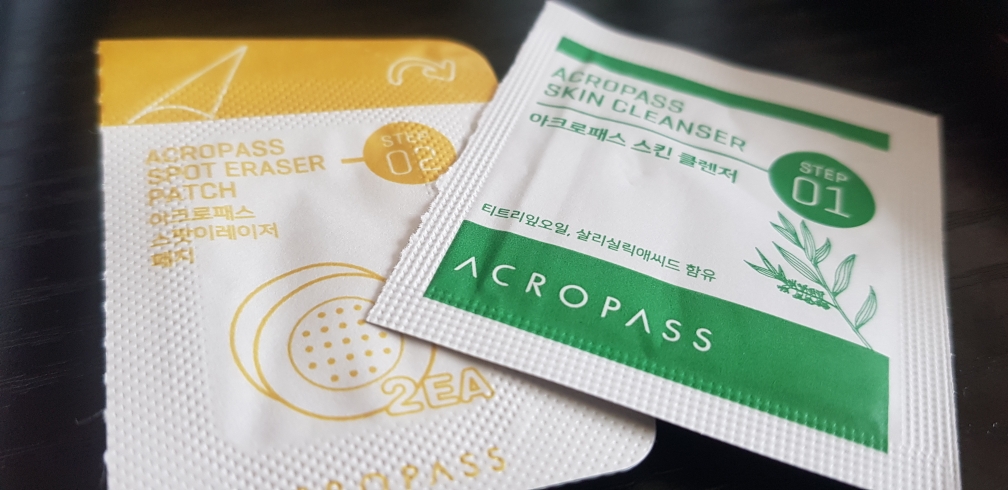 ACROPASS
SPOT ERASER
PATCH
아크로패스
스팟이레이저
패치
STEP
2EA
ACROPASS
ACROPASS
SKIN CLEANSER
아크로패스 스킨 클렌저
STEP
01
티트리잎오일, 살리실릭애씨드 함유
ACROPASS